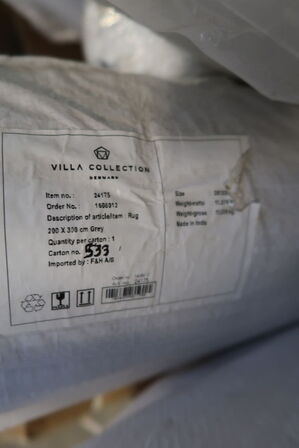 VILLA COLLECTION
DENMARK
Item no. : 24175
Order No. :
Description of article/item : Rug
200 X 300 cm Grey
Quantity per carton : 1
Carton no. 533
Imported by : F&H A/S
Size
Weight-netto
Weight-gross
Made in India
24175